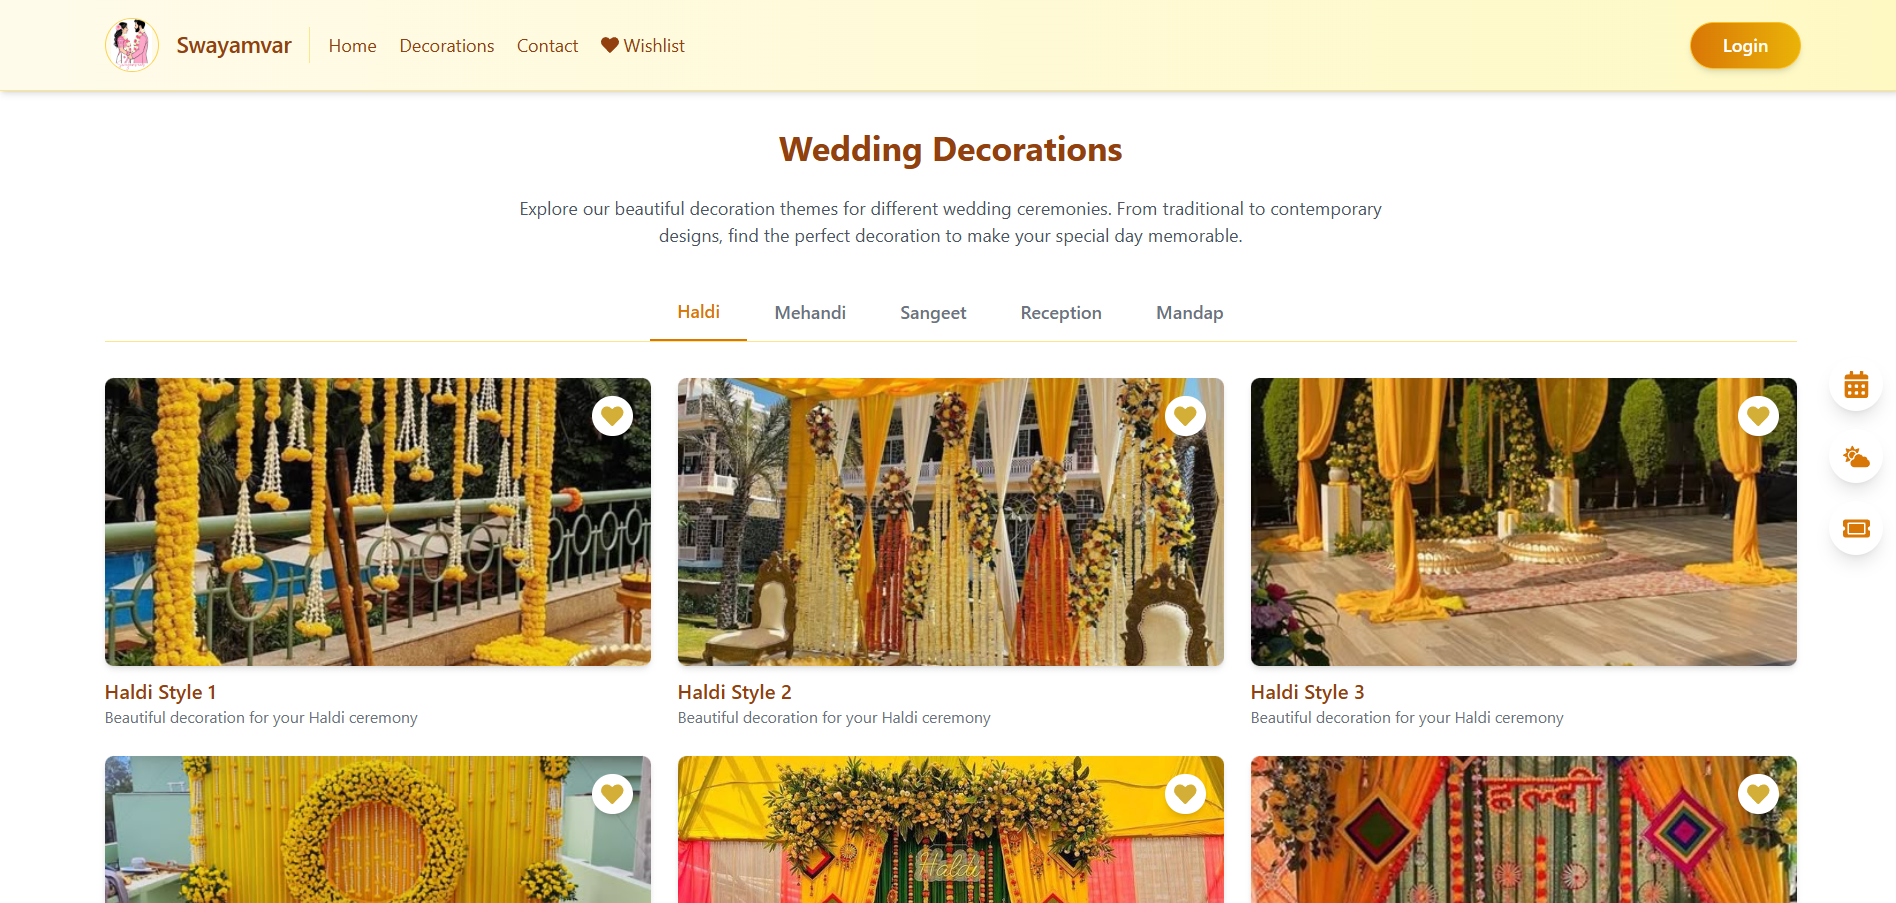 Swayamvar
Home
Decorations
Contact
Wishlist
Login
Wedding Decorations
Explore our beautiful decoration themes for different wedding ceremonies. From traditional to contemporary
designs, find the perfect decoration to make your special day memorable.
Haldi
Mehandi
Sangeet
Reception
Mandap
Haldi Style 1
Beautiful decoration for your Haldi ceremony
Haldi Style 2
Beautiful decoration for your Haldi ceremony
Haldi Style 3
Beautiful decoration for your Haldi ceremony
Haldi
हल्दी